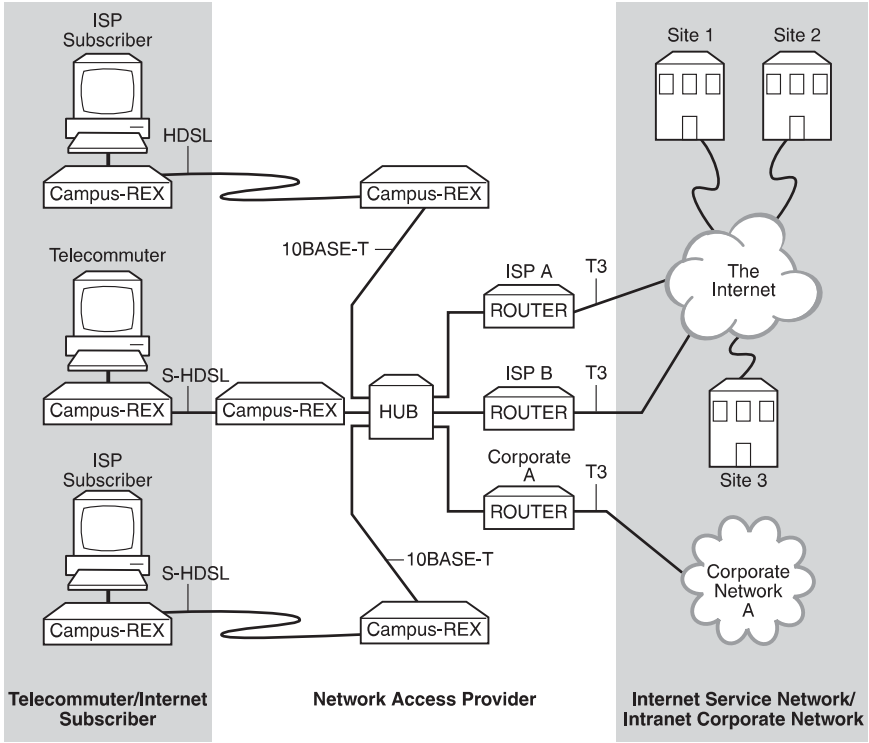 ISP
Subscriber
HDSL
Campus-REX
Campus-REX
10BASE-T
Telecommuter
S-HDSL
Campus-REX
Campus-REX
HUB
ISP
Subscriber
S-HDSL
Campus-REX
10BASE-T
Campus-REX
ISP A
ROUTER
T3
ISP B
ROUTER
T3
Corporate
A
ROUTER
T3
Site 1
Site 2
The
Internet
Site 3
Corporate
Network
A
Telecommuter/Internet
Subscriber
Network Access Provider
Internet Service Network/
Intranet Corporate Network